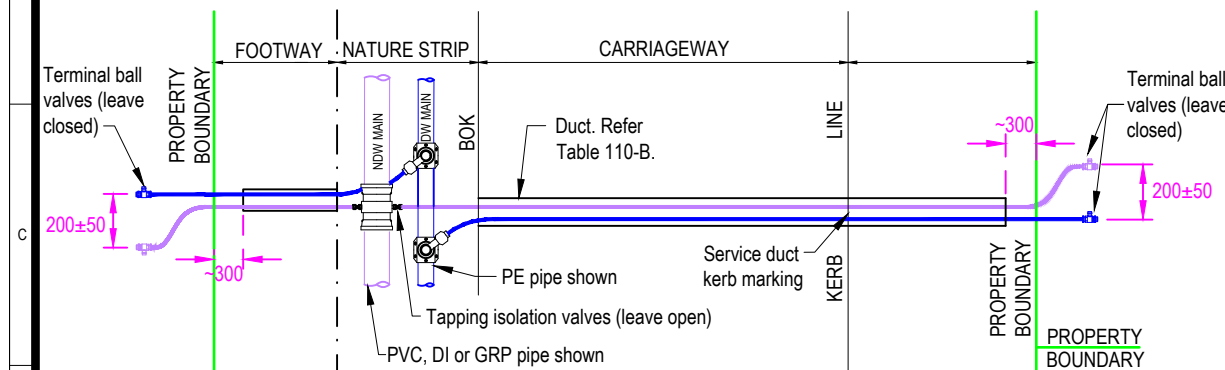 FOOTWAY
NATURE STRIP
CARRIAGEWAY
Terminal ball
valves (leave
closed)
PROPERTY
BOUNDARY
NDW MAIN
DW MAIN
BOK
Duct. Refer
Table 110-B.
LINE
~300
Terminal ball
valves (leave
closed)
200±50
200±50
C
~300
Service duct
kerb marking
KERB
PROPERTY
BOUNDARY
PE pipe shown
Tapping isolation valves (leave open)
PVC, DI or GRP pipe shown
PROPERTY
BOUNDARY